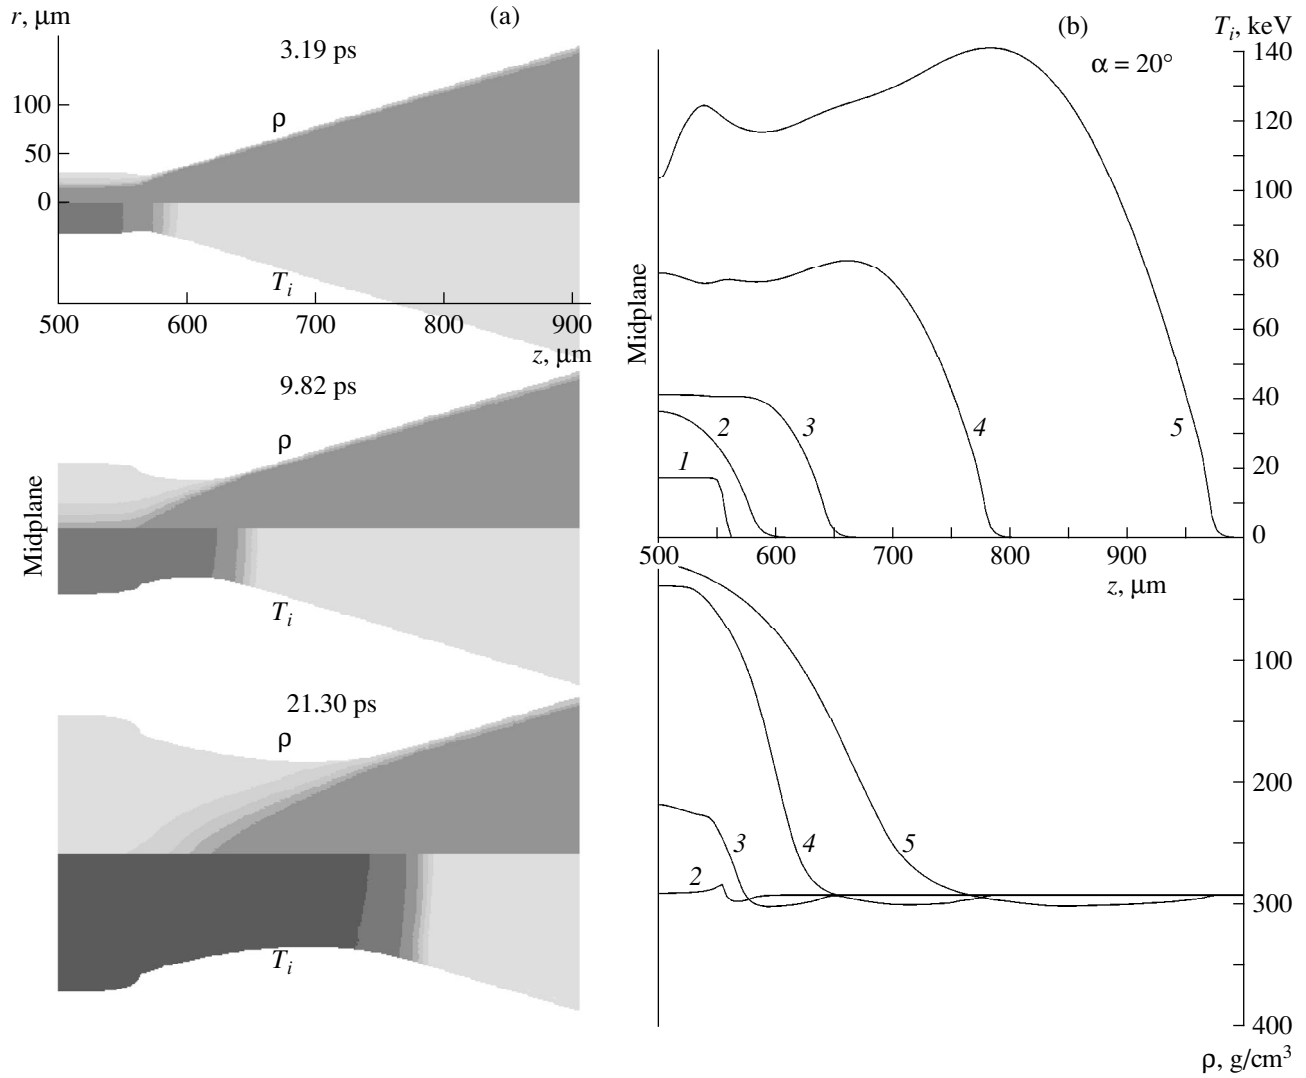 r, μm
(a)
3.19 ps
100
ρ
50
0
T_i
500 600 700 800 900
z, μm
9.82 ps
ρ
Midplane
T_i
21.30 ps
ρ
T_i
(b)
T_i, keV
α = 20°
140
120
100
80
60
40
20
0
Midplane
1
2
3
4
5
500 600 700 800 900
z, μm
100
200
300
400
2
3
4
5
ρ, g/cm³